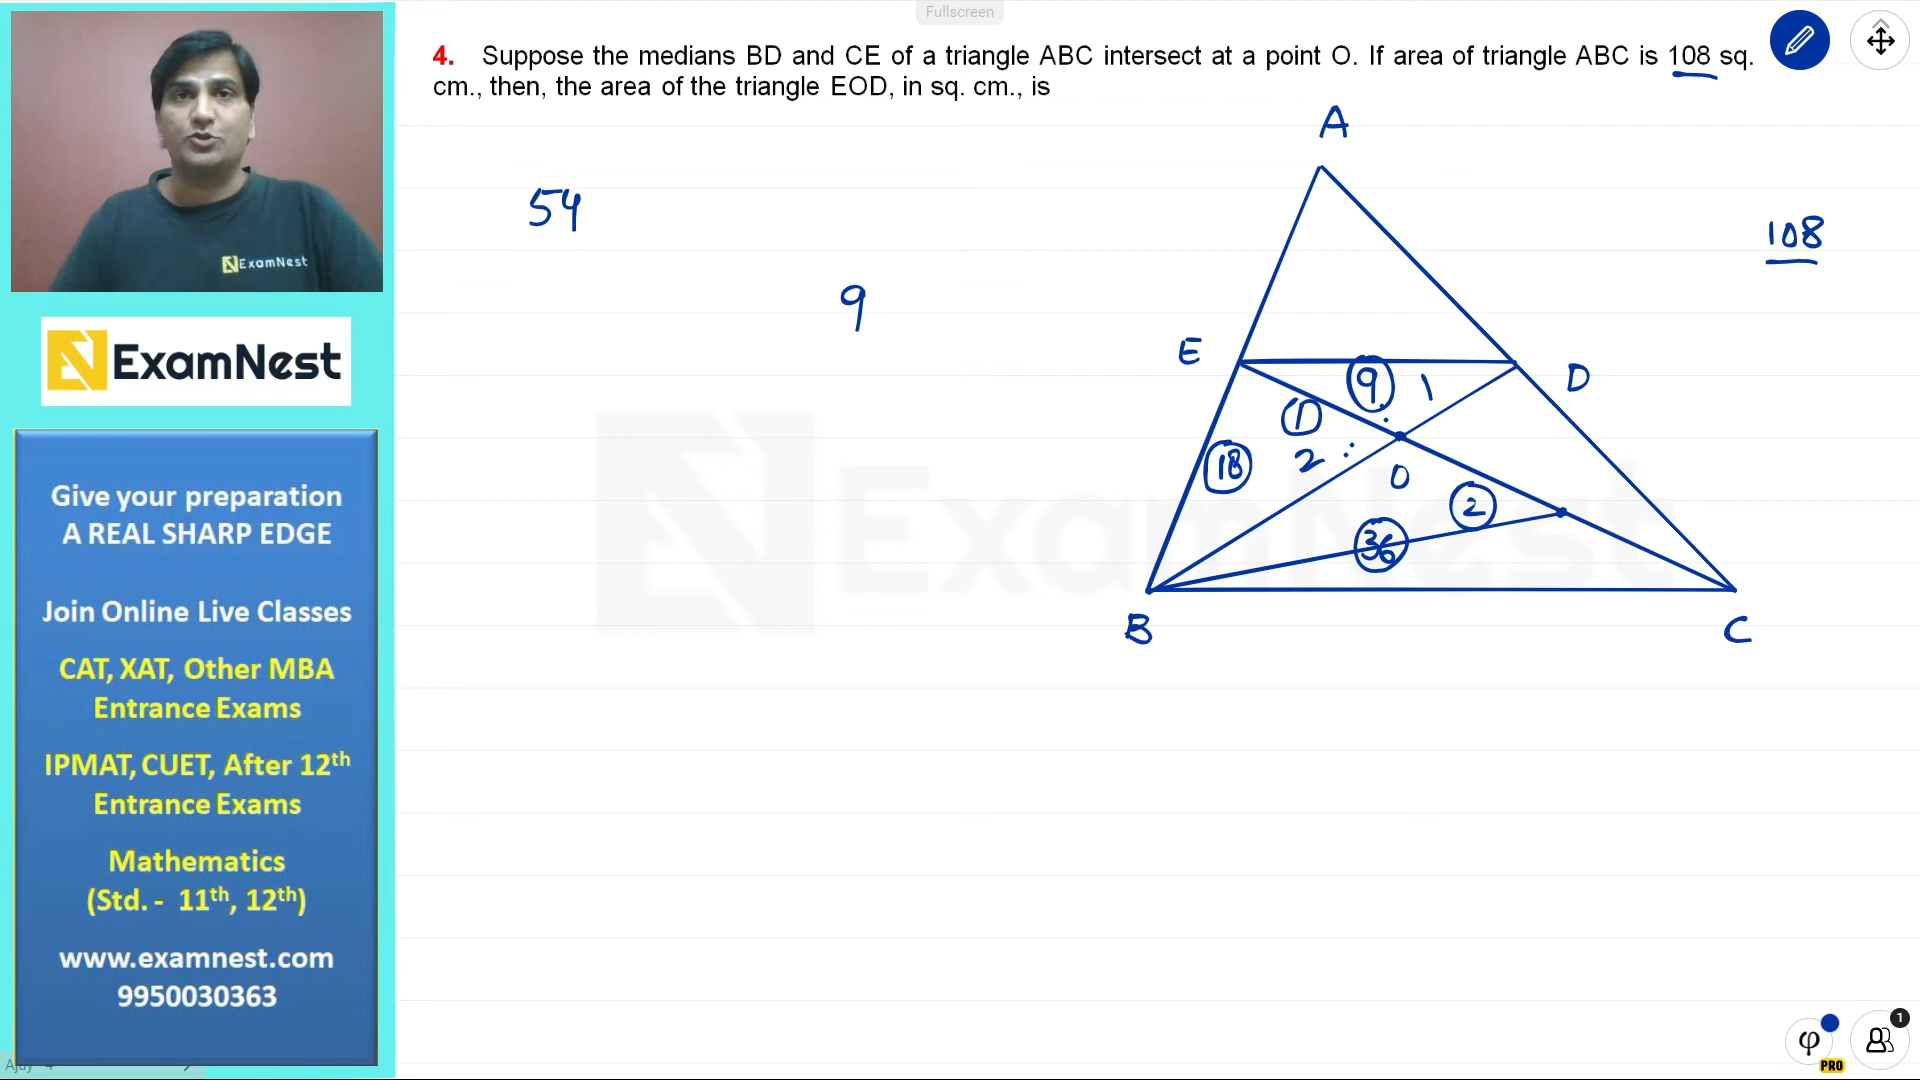 Fullscreen
4. Suppose the medians BD and CE of a triangle ABC intersect at a point O. If area of triangle ABC is 108 sq.
cm., then, the area of the triangle EOD, in sq. cm., is
A
54
108
NExamNest
9
E
D
9 1
1
18 2 :
O
2
36
B
C
ExamNest
ExamNest
Give your preparation
A REAL SHARP EDGE
Join Online Live Classes
CAT, XAT, Other MBA
Entrance Exams
IPMAT, CUET, After 12th
Entrance Exams
Mathematics
(Std. - 11th, 12th)
www.examnest.com
9950030363
1
φ
PRO